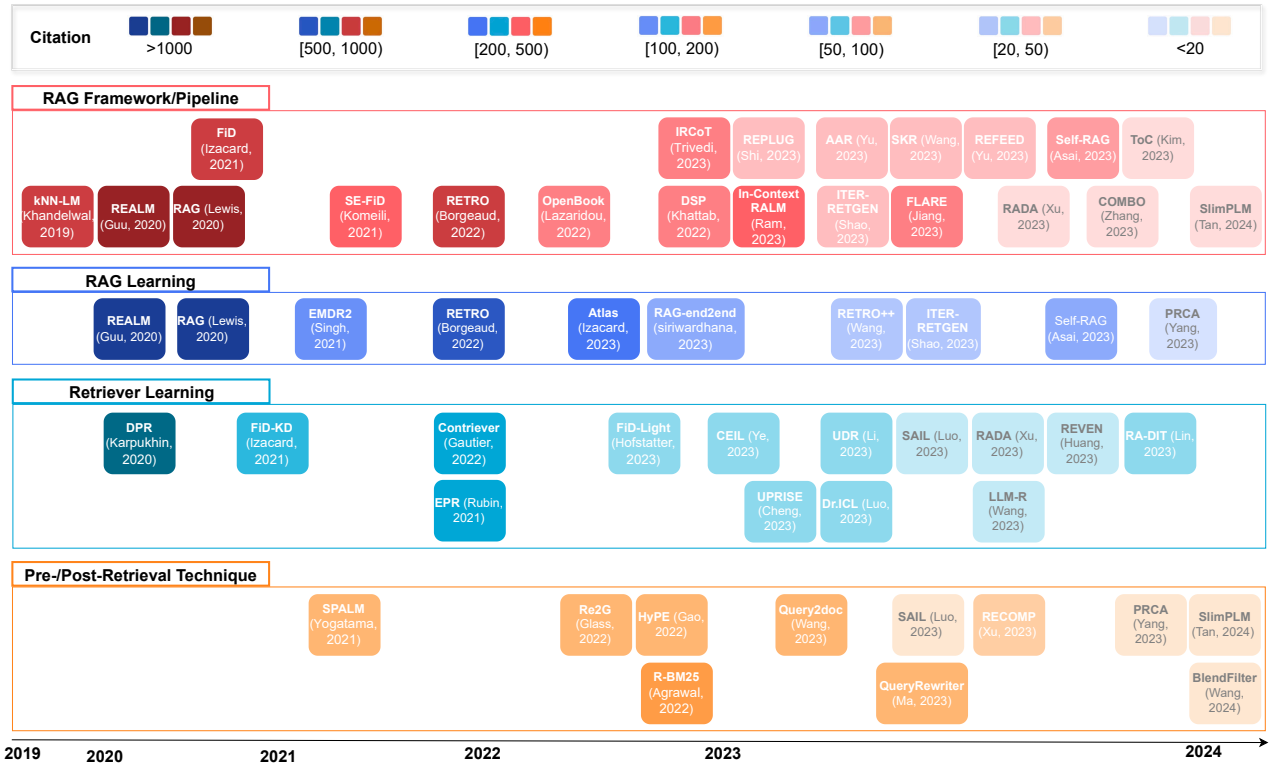 Citation
>1000
[500, 1000)
[200, 500)
[100, 200)
[50, 100)
[20, 50)
<20
RAG Framework/Pipeline
FiD
(Izacard,
2021)
IRCoT
(Trivedi,
2023)
REPLUG
(Shi, 2023)
AAR (Yu,
2023)
SKR (Wang,
2023)
REFEED
(Yu, 2023)
Self-RAG
(Asai, 2023)
ToC (Kim,
2023)
kNN-LM
Khandelwal,
2019)
REALM
(Guu, 2020)
RAG (Lewis,
2020)
SE-FiD
(Komeili,
2021)
RETRO
(Borgeaud,
2022)
OpenBook
(Lazaridou,
2022)
DSP
(Khattab,
2022)
In-Context
RALM
(Ram,
2023)
ITER-
RETGEN
(Shao,
2023)
FLARE
(Jiang,
2023)
RADA (Xu,
2023)
COMBO
(Zhang,
2023)
SlimPLM
(Tan, 2024)
RAG Learning
REALM
(Guu, 2020)
RAG (Lewis,
2020)
EMDR2
(Singh,
2021)
RETRO
(Borgeaud,
2022)
Atlas
(Izacard,
2023)
RAG-end2end
(siriwardhana,
2023)
RETRO++
(Wang,
2023)
ITER-
RETGEN
(Shao, 2023)
Self-RAG
(Asai, 2023)
PRCA
(Yang,
2023)
Retriever Learning
DPR
(Karpukhin,
2020)
FiD-KD
(Izacard,
2021)
Contriever
(Gautier,
2022)
FiD-Light
(Hofstatter,
2023)
CEIL (Ye,
2023)
UDR (Li,
2023)
SAIL (Luo,
2023)
RADA (Xu,
2023)
REVEN
(Huang,
2023)
RA-DIT (Lin,
2023)
EPR (Rubin,
2021)
UPRISE
(Cheng,
2023)
Dr.ICL (Luo,
2023)
LLM-R
(Wang,
2023)
Pre-/Post-Retrieval Technique
SPALM
(Yogatama,
2021)
Re2G
(Glass,
2022)
HyPE (Gao,
2022)
Query2doc
(Wang,
2023)
SAIL (Luo,
2023)
RECOMP
(Xu, 2023)
PRCA
(Yang,
2023)
SlimPLM
(Tan, 2024)
R-BM25
(Agrawal,
2022)
QueryRewriter
(Ma, 2023)
BlendFilter
(Wang,
2024)
2019
2020
2021
2022
2023
2024